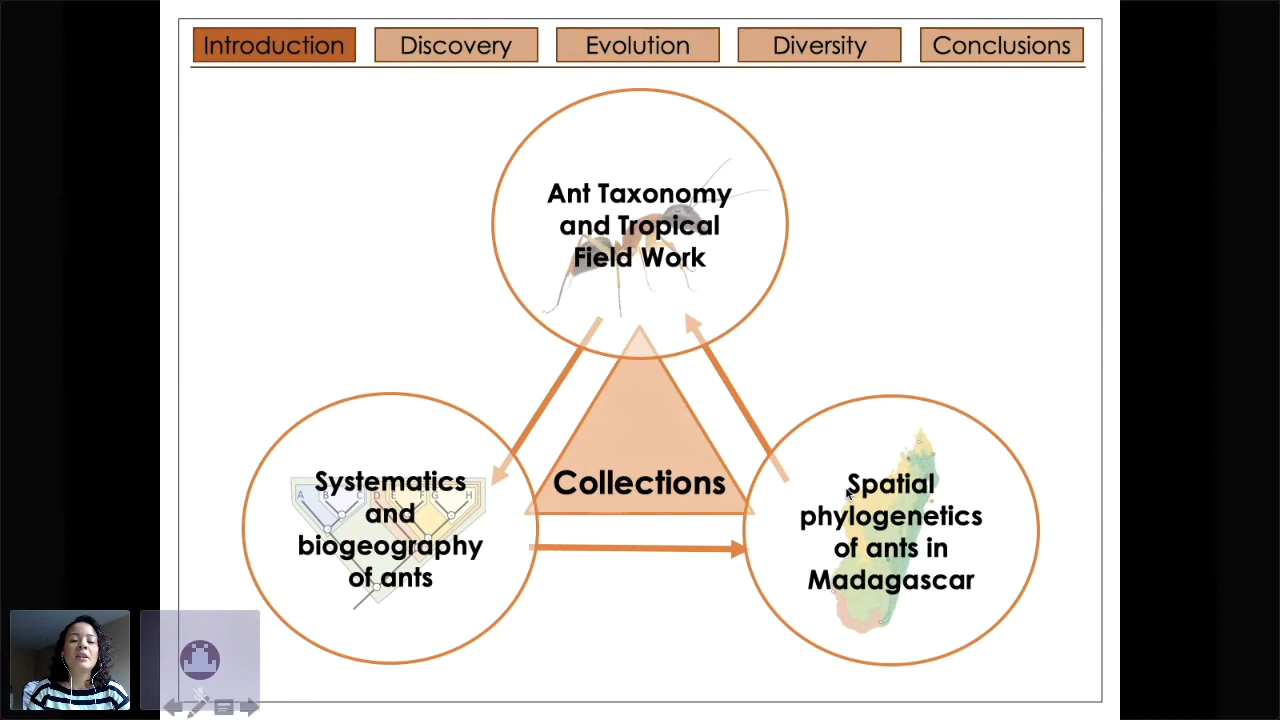 Introduction
Discovery
Evolution
Diversity
Conclusions
Ant Taxonomy
and Tropical
Field Work
Collections
Systematics
and
biogeography
of ants
A B C D E F G H
Spatial
phylogenetics
of ants in
Madagascar